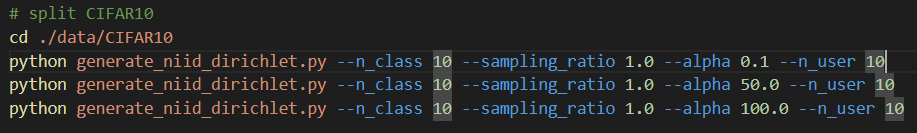 # split CIFAR10
cd ./data/CIFAR10
python generate_niid_dirichlet.py --n_class 10 --sampling_ratio 1.0 --alpha 0.1 --n_user 10
python generate_niid_dirichlet.py --n_class 10 --sampling_ratio 1.0 --alpha 50.0 --n_user 10
python generate_niid_dirichlet.py --n_class 10 --sampling_ratio 1.0 --alpha 100.0 --n_user 10